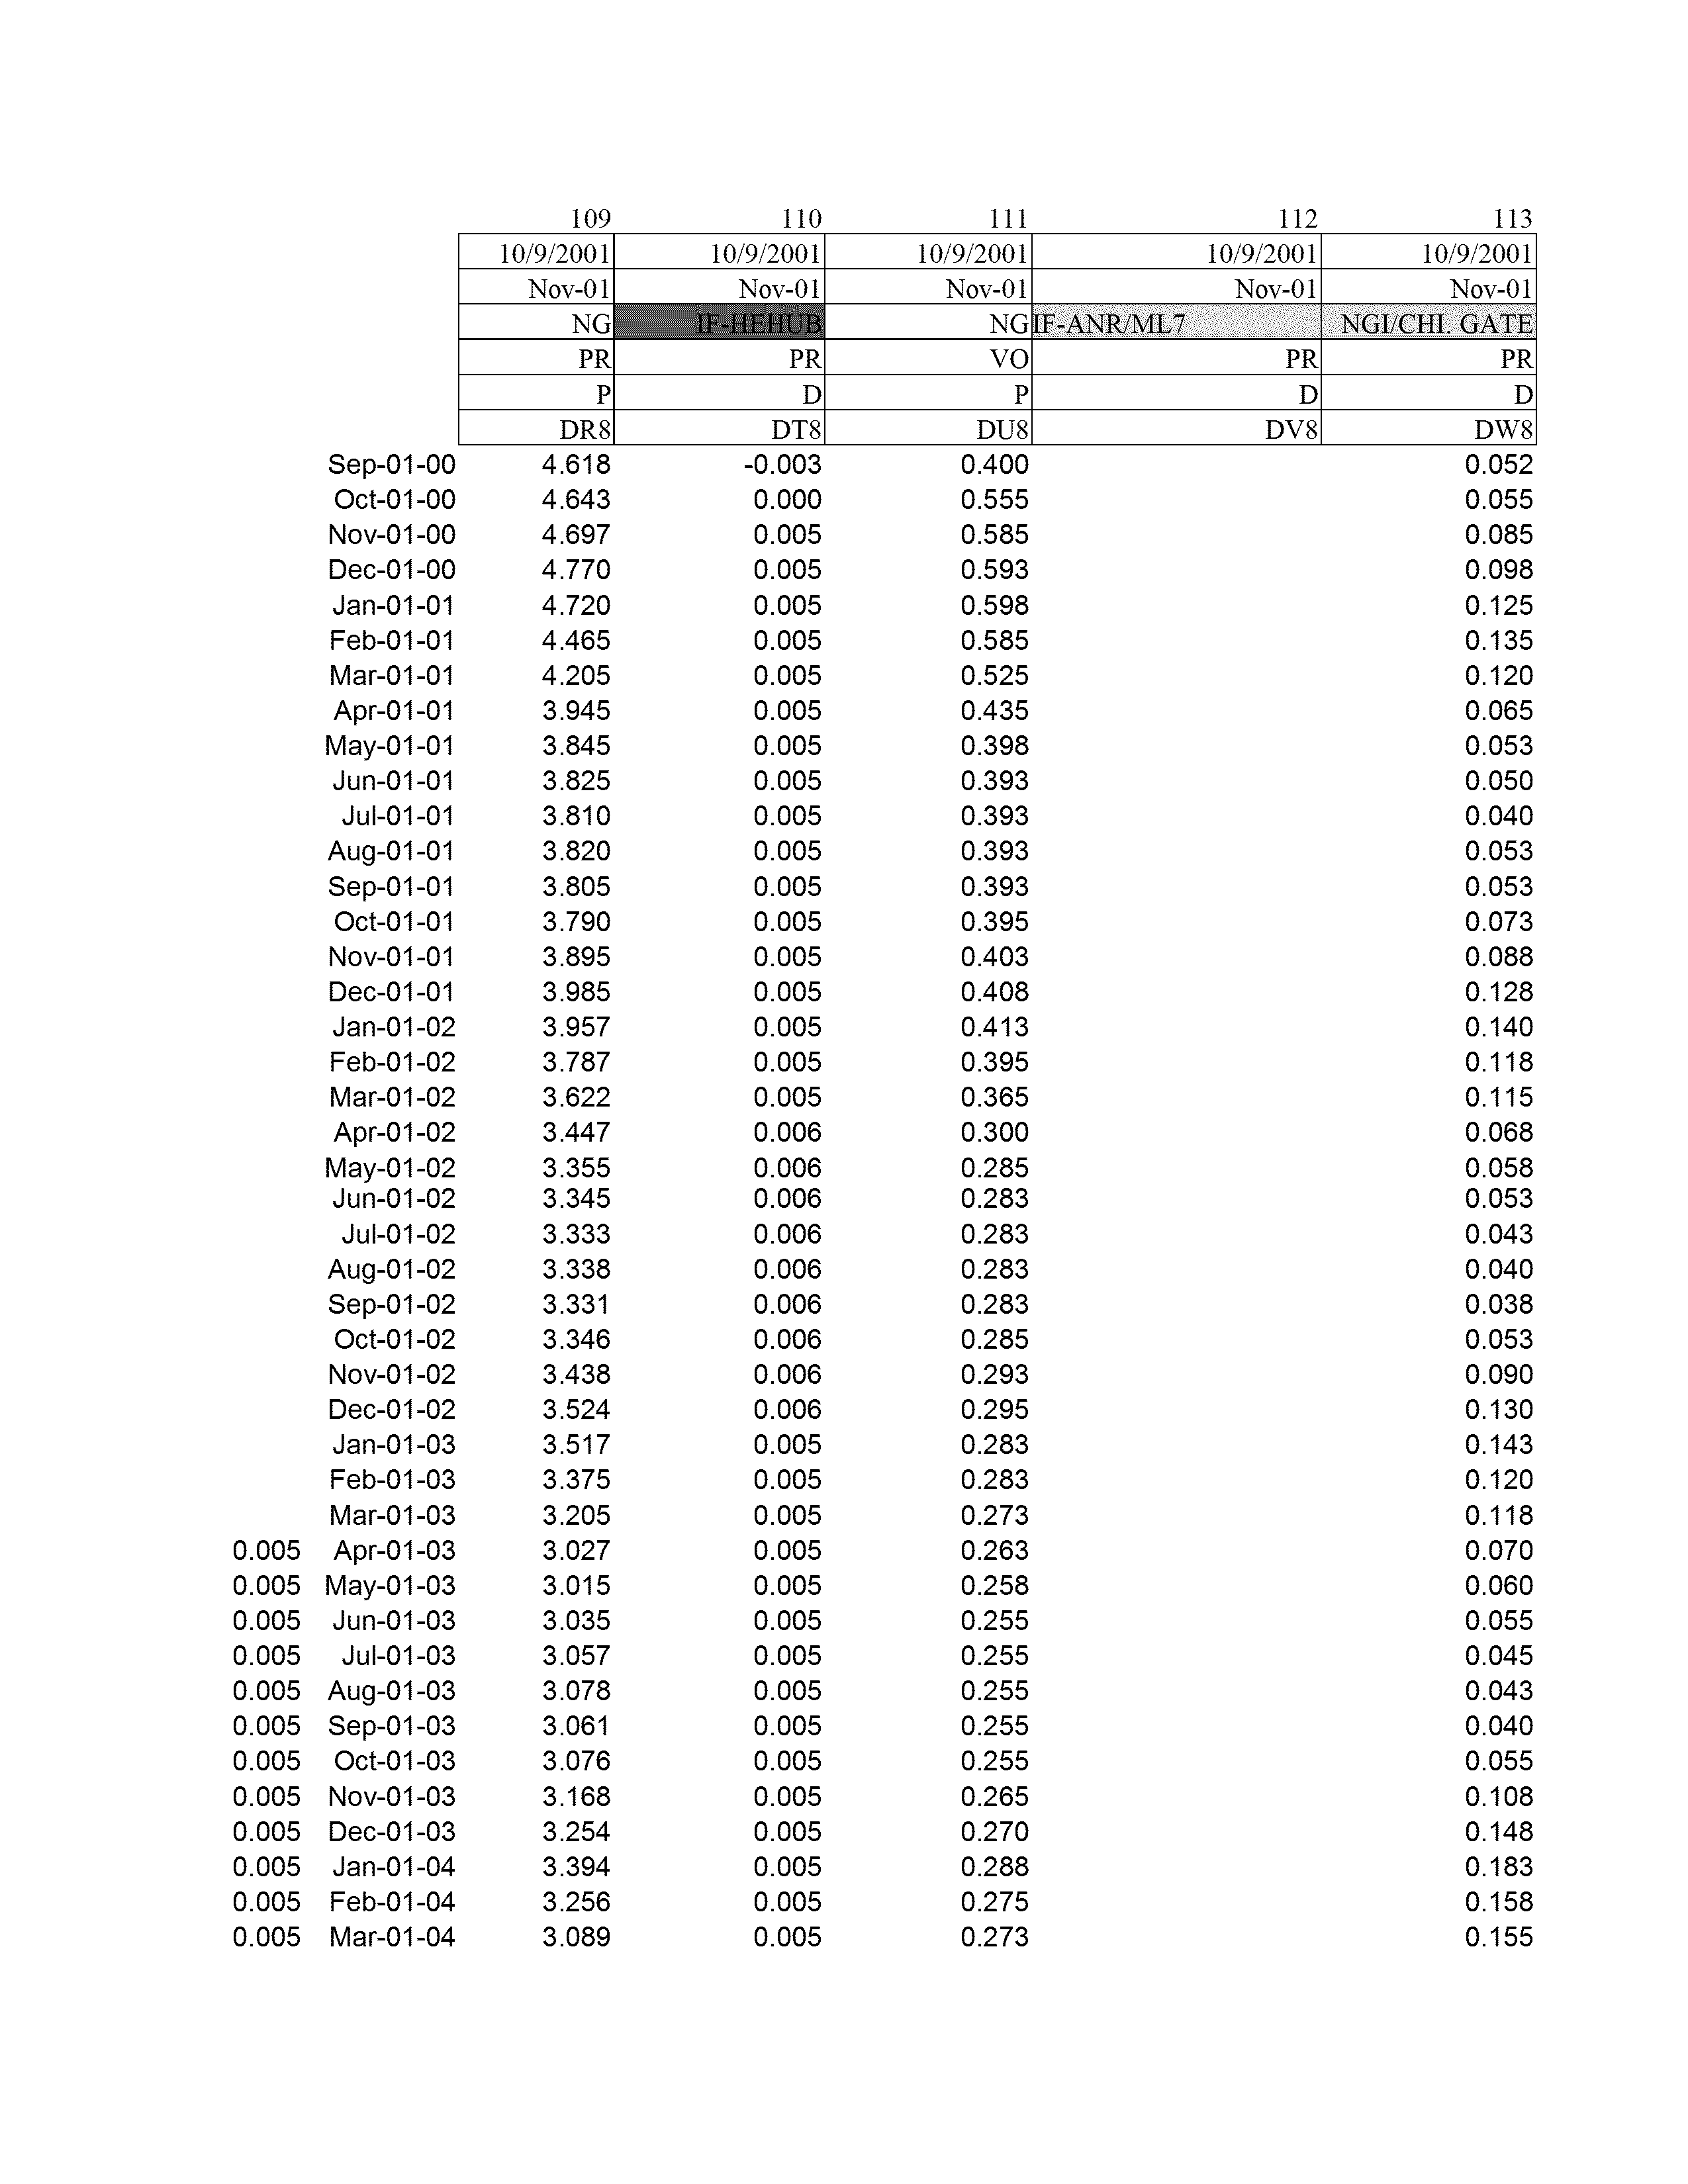 109 110 111 112 113
10/9/2001 10/9/2001 10/9/2001 10/9/2001 10/9/2001
Nov-01 Nov-01 Nov-01 Nov-01 Nov-01
NG IF-HEHUB NG IF-ANR/ML7 NGI/CHI. GATE
PR PR VO PR PR
P D P D D
DR8 DT8 DU8 DV8 DW8
Sep-01-00 4.618 -0.003 0.400 0.052
Oct-01-00 4.643 0.000 0.555 0.055
Nov-01-00 4.697 0.005 0.585 0.085
Dec-01-00 4.770 0.005 0.593 0.098
Jan-01-01 4.720 0.005 0.598 0.125
Feb-01-01 4.465 0.005 0.585 0.135
Mar-01-01 4.205 0.005 0.525 0.120
Apr-01-01 3.945 0.005 0.435 0.065
May-01-01 3.845 0.005 0.398 0.053
Jun-01-01 3.825 0.005 0.393 0.050
Jul-01-01 3.810 0.005 0.393 0.040
Aug-01-01 3.820 0.005 0.393 0.053
Sep-01-01 3.805 0.005 0.393 0.053
Oct-01-01 3.790 0.005 0.395 0.073
Nov-01-01 3.895 0.005 0.403 0.088
Dec-01-01 3.985 0.005 0.408 0.128
Jan-01-02 3.957 0.005 0.413 0.140
Feb-01-02 3.787 0.005 0.395 0.118
Mar-01-02 3.622 0.005 0.365 0.115
Apr-01-02 3.447 0.006 0.300 0.068
May-01-02 3.355 0.006 0.285 0.058
Jun-01-02 3.345 0.006 0.283 0.053
Jul-01-02 3.333 0.006 0.283 0.043
Aug-01-02 3.338 0.006 0.283 0.040
Sep-01-02 3.331 0.006 0.283 0.038
Oct-01-02 3.346 0.006 0.285 0.053
Nov-01-02 3.438 0.006 0.293 0.090
Dec-01-02 3.524 0.006 0.295 0.130
Jan-01-03 3.517 0.005 0.283 0.143
Feb-01-03 3.375 0.005 0.283 0.120
Mar-01-03 3.205 0.005 0.273 0.118
0.005 Apr-01-03 3.027 0.005 0.263 0.070
0.005 May-01-03 3.015 0.005 0.258 0.060
0.005 Jun-01-03 3.035 0.005 0.255 0.055
0.005 Jul-01-03 3.057 0.005 0.255 0.045
0.005 Aug-01-03 3.078 0.005 0.255 0.043
0.005 Sep-01-03 3.061 0.005 0.255 0.040
0.005 Oct-01-03 3.076 0.005 0.255 0.055
0.005 Nov-01-03 3.168 0.005 0.265 0.108
0.005 Dec-01-03 3.254 0.005 0.270 0.148
0.005 Jan-01-04 3.394 0.005 0.288 0.183
0.005 Feb-01-04 3.256 0.005 0.275 0.158
0.005 Mar-01-04 3.089 0.005 0.273 0.155